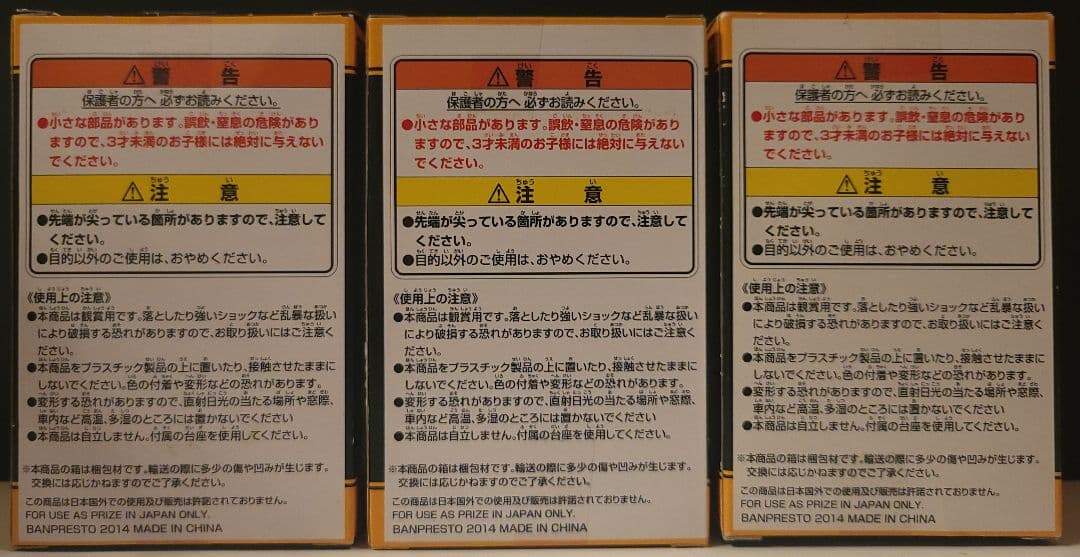 警告
保護者の方へ 必ずお読みください。
●小さな部品があります。誤飲・窒息の危険があり
ますので、3才未満のお子様には絶対に与えない
でください。
注意
●先端が尖っている箇所がありますので、注意して
ください。
●目的以外のご使用は、おやめください。
《使用上の注意》
●本商品は観賞用です。落としたり強いショックなど乱暴な扱い
により破損する恐れがありますので、お取り扱いにはご注意く
ださい。
●本商品をプラスチック製品の上に置いたり、接触させたままに
しないでください。色の付着や変形などの恐れがあります。
●変形する恐れがありますので、直射日光の当たる場所や窓際、
車内など高温、多湿のところには置かないでください
●本商品は自立しません。付属の台座を使用してください。
※本商品の箱は梱包材です。輸送の際に多少の傷や凹みが生じます。
交換には応じかねますのでご了承ください。
この商品は日本国外での使用及び販売は許諾されておりません。
FOR USE AS PRIZE IN JAPAN ONLY.
BANPRESTO 2014 MADE IN CHINA
警告
保護者の方へ 必ずお読みください。
●小さな部品があります。誤飲・窒息の危険があり
ますので、3才未満のお子様には絶対に与えない
でください。
注意
●先端が尖っている箇所がありますので、注意して
ください。
●目的以外のご使用は、おやめください。
《使用上の注意》
●本商品は観賞用です。落としたり強いショックなど乱暴な扱い
により破損する恐れがありますので、お取り扱いにはご注意く
ださい。
●本商品をプラスチック製品の上に置いたり、接触させたままに
しないでください。色の付着や変形などの恐れがあります。
●変形する恐れがありますので、直射日光の当たる場所や窓際、
車内など高温、多湿のところには置かないでください
●本商品は自立しません。付属の台座を使用してください。
※本商品の箱は梱包材です。輸送の際に多少の傷や凹みが生じます。
交換には応じかねますのでご了承ください。
この商品は日本国外での使用及び販売は許諾されておりません。
FOR USE AS PRIZE IN JAPAN ONLY.
BANPRESTO 2014 MADE IN CHINA
警告
保護者の方へ 必ずお読みください。
●小さな部品があります。誤飲・窒息の危険があり
ますので、3才未満のお子様には絶対に与えない
でください。
注意
●先端が尖っている箇所がありますので、注意して
ください。
●目的以外のご使用は、おやめください。
《使用上の注意》
●本商品は観賞用です。落としたり強いショックなど乱暴な扱い
により破損する恐れがありますので、お取り扱いにはご注意く
ださい。
●本商品をプラスチック製品の上に置いたり、接触させたままに
しないでください。色の付着や変形などの恐れがあります。
●変形する恐れがありますので、直射日光の当たる場所や窓際、
車内など高温、多湿のところには置かないでください
●本商品は自立しません。付属の台座を使用してください。
※本商品の箱は梱包材です。輸送の際に多少の傷や凹みが生じます。
交換には応じかねますのでご了承ください。
この商品は日本国外での使用及び販売は許諾されておりません。
FOR USE AS PRIZE IN JAPAN ONLY.
BANPRESTO 2014 MADE IN CHINA